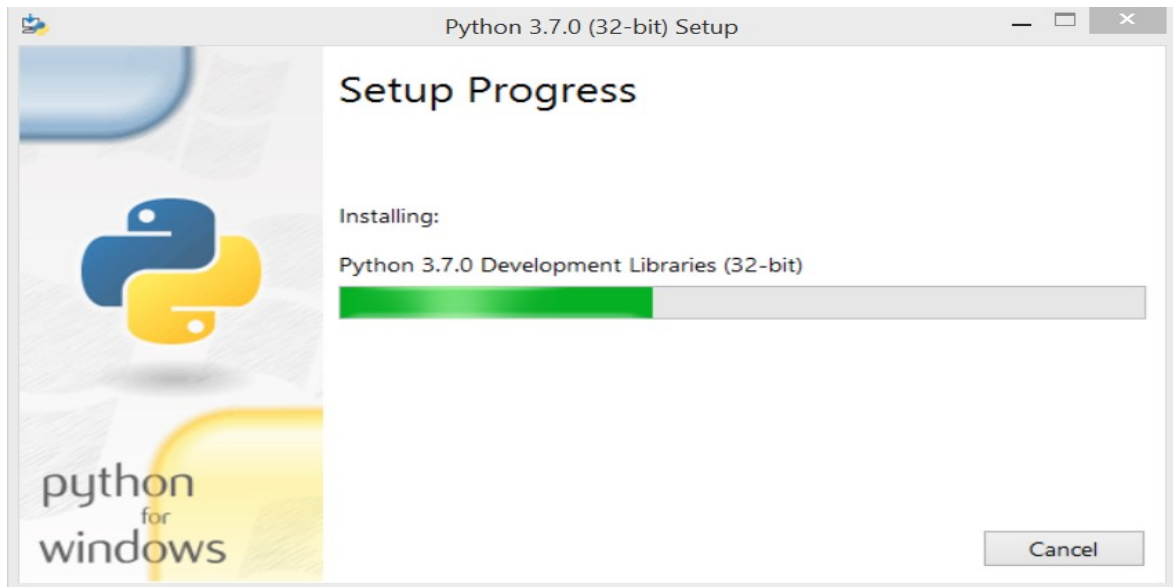 Python 3.7.0 (32-bit) Setup
Setup Progress
Installing:
Python 3.7.0 Development Libraries (32-bit)
python
for
windows
Cancel